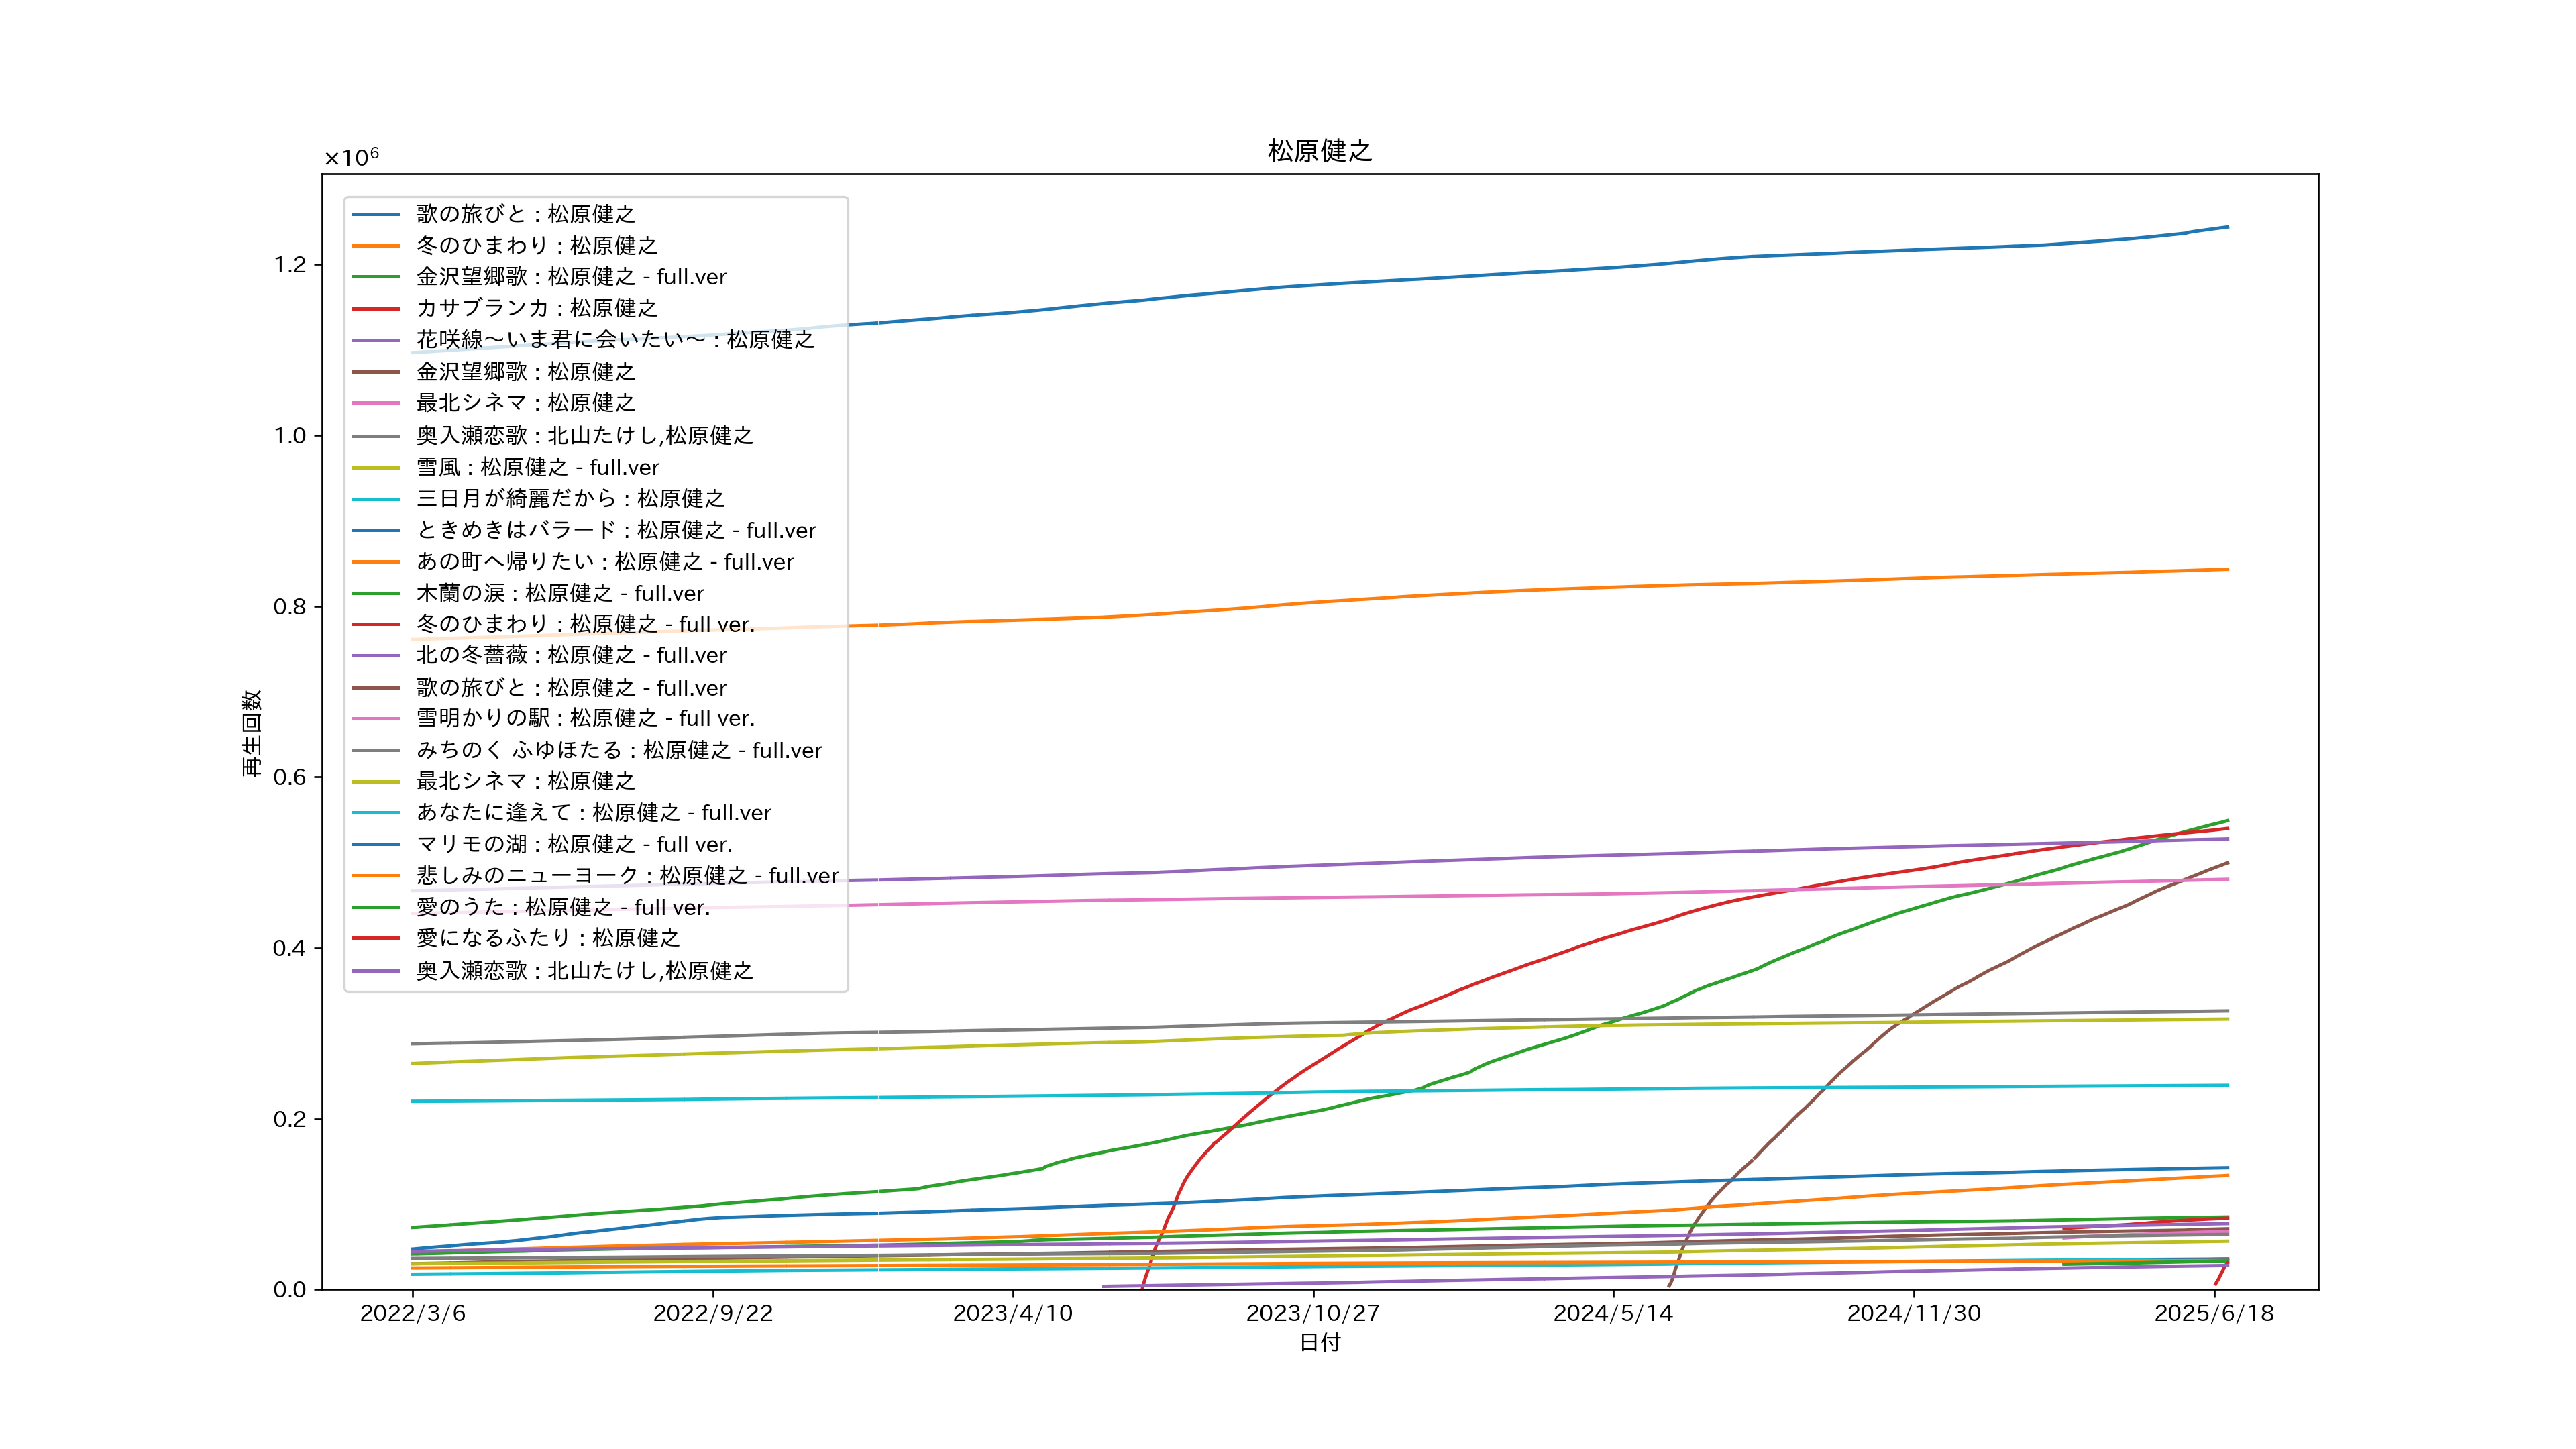 松原健之
×10⁶
歌の旅びと : 松原健之
冬のひまわり : 松原健之
金沢望郷歌 : 松原健之 - full.ver
カサブランカ : 松原健之
花咲線〜いま君に会いたい〜 : 松原健之
金沢望郷歌 : 松原健之
最北シネマ : 松原健之
奥入瀬恋歌 : 北山たけし,松原健之
雪風 : 松原健之 - full.ver
三日月が綺麗だから : 松原健之
ときめきはバラード : 松原健之 - full.ver
あの町へ帰りたい : 松原健之 - full.ver
木蘭の涙 : 松原健之 - full.ver
冬のひまわり : 松原健之 - full ver.
北の冬薔薇 : 松原健之 - full.ver
歌の旅びと : 松原健之 - full.ver
雪明かりの駅 : 松原健之 - full ver.
みちのく ふゆほたる : 松原健之 - full.ver
最北シネマ : 松原健之
あなたに逢えて : 松原健之 - full.ver
マリモの湖 : 松原健之 - full ver.
悲しみのニューヨーク : 松原健之 - full.ver
愛のうた : 松原健之 - full ver.
愛になるふたり : 松原健之
奥入瀬恋歌 : 北山たけし,松原健之
1.2
1.0
0.8
0.6
0.4
0.2
0.0
再生回数
2022/3/6
2022/9/22
2023/4/10
2023/10/27
2024/5/14
2024/11/30
2025/6/18
日付